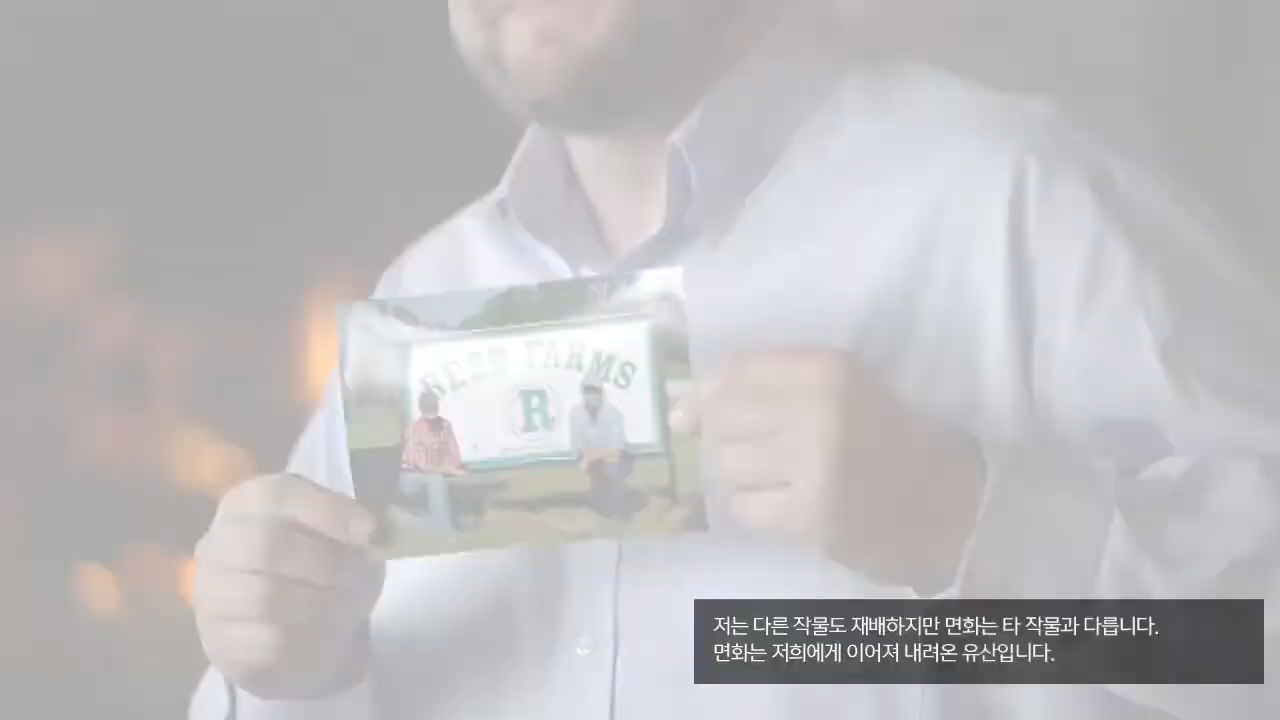 REED FARMS
R
저는 다른 작물도 재배하지만 면화는 타 작물과 다릅니다.
면화는 저희에게 이어져 내려온 유산입니다.